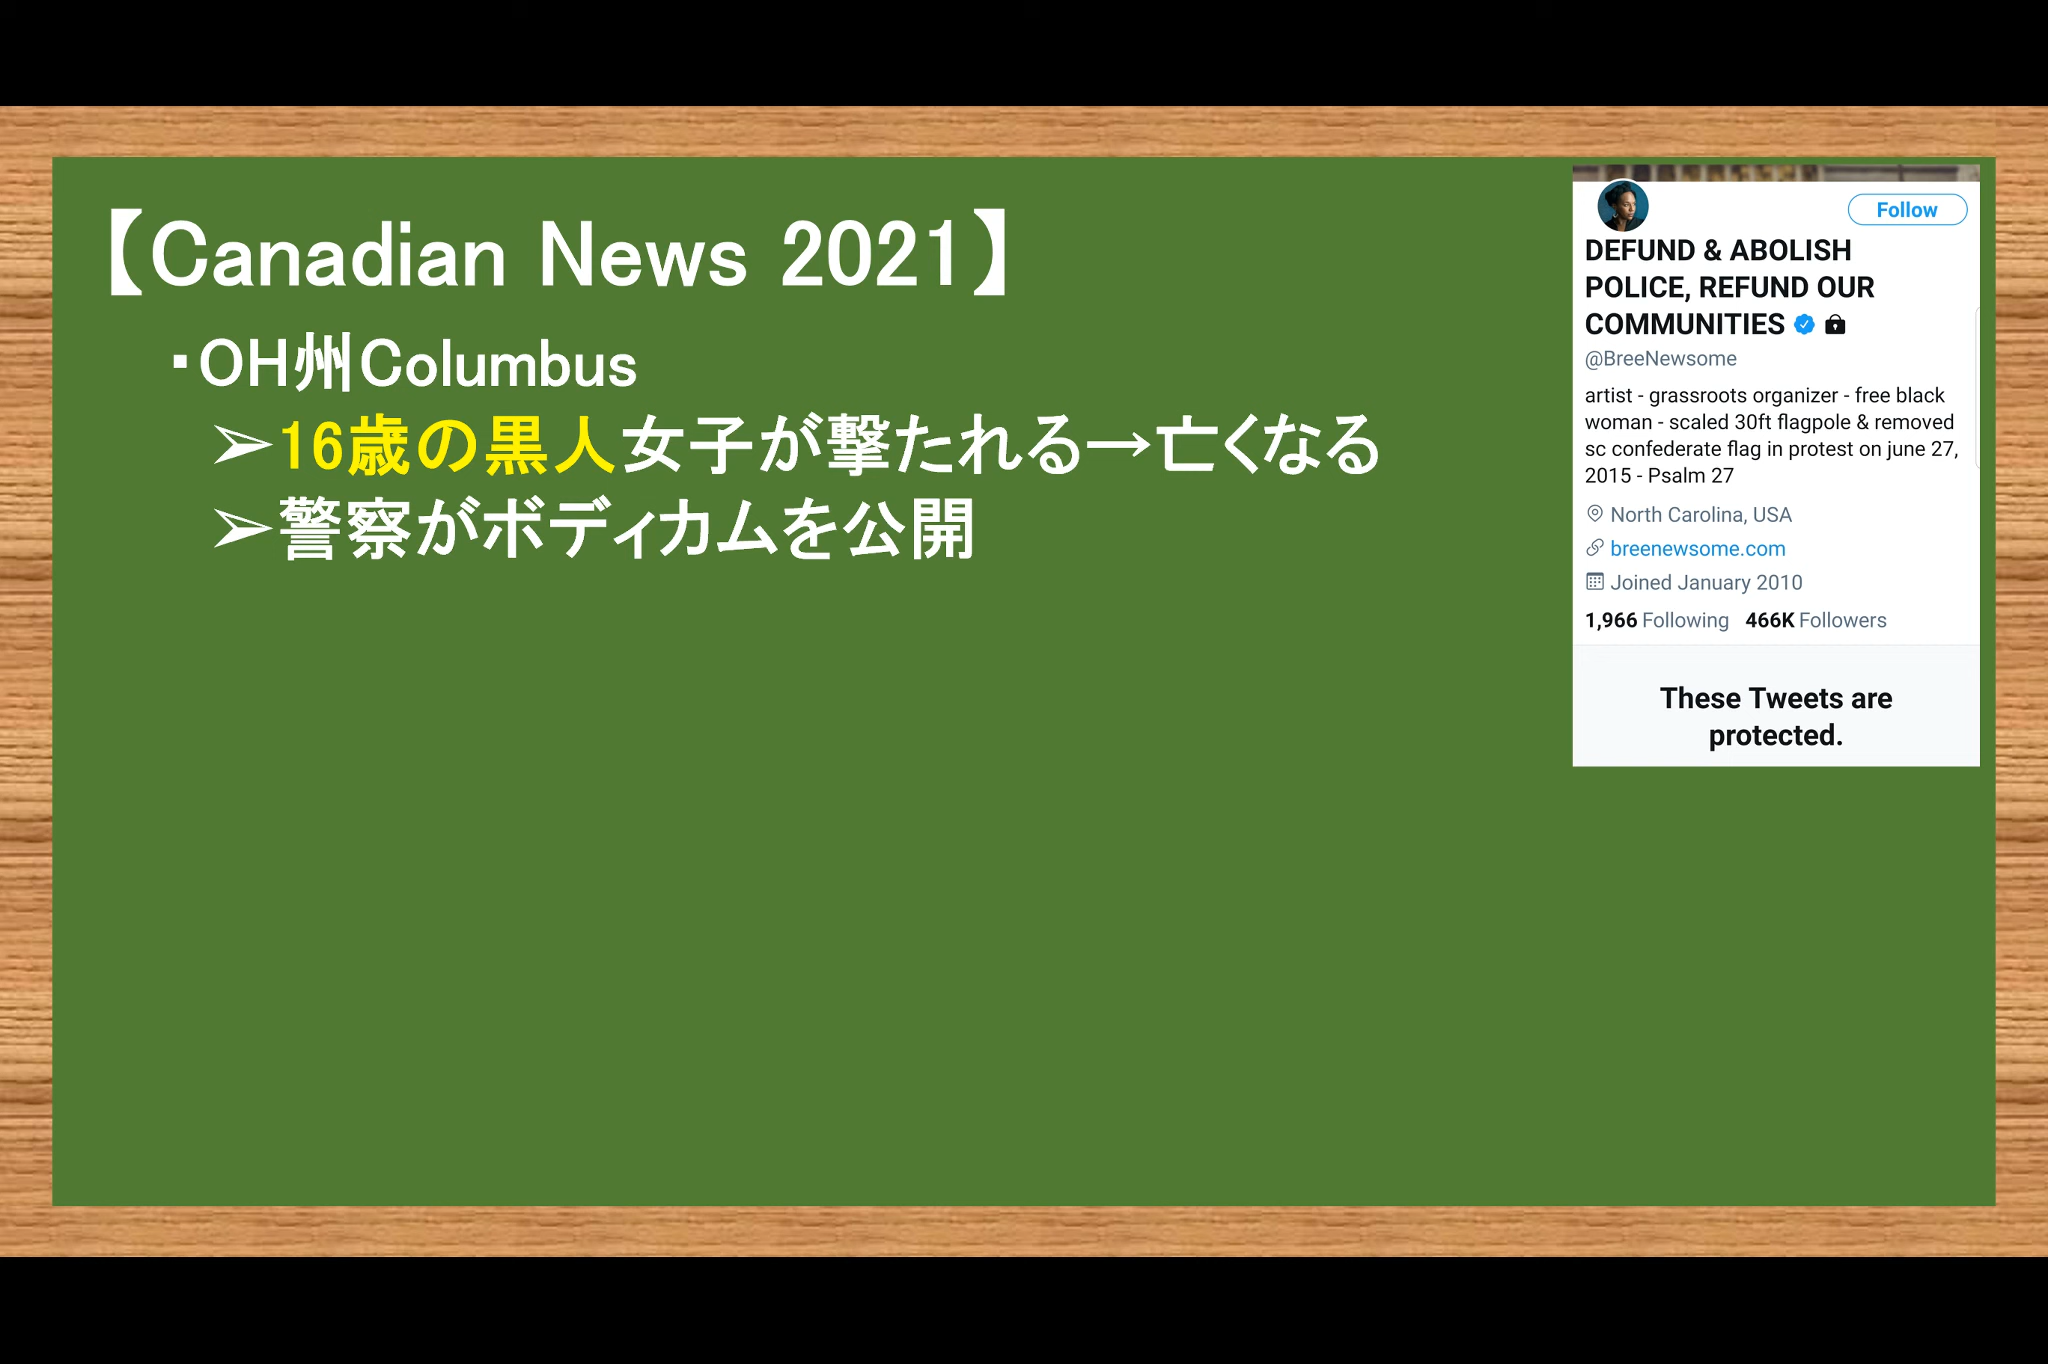 【Canadian News 2021】
・OH州Columbus
➢16歳の黒人女子が撃たれる→亡くなる
➢警察がボディカムを公開
Follow
DEFUND & ABOLISH
POLICE, REFUND OUR
COMMUNITIES
@BreeNewsome
artist - grassroots organizer - free black
woman - scaled 30ft flagpole & removed
sc confederate flag in protest on june 27,
2015 - Psalm 27
North Carolina, USA
breenewsome.com
Joined January 2010
1,966 Following 466K Followers
These Tweets are
protected.